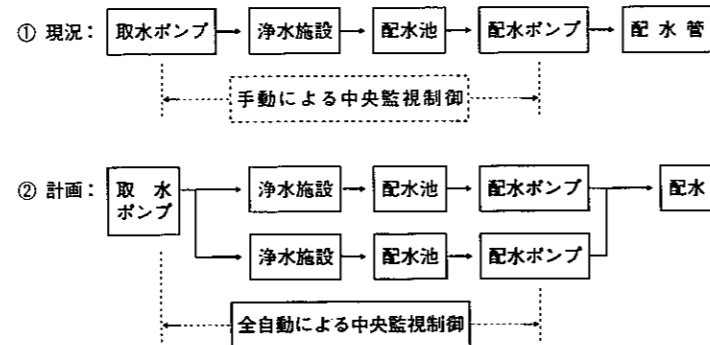 ① 現況： 取水ポンプ 浄水施設 配水池 配水ポンプ 配水管
手動による中央監視制御
② 計画： 取水ポンプ 浄水施設 配水池 配水ポンプ 配水
浄水施設 配水池 配水ポンプ
全自動による中央監視制御